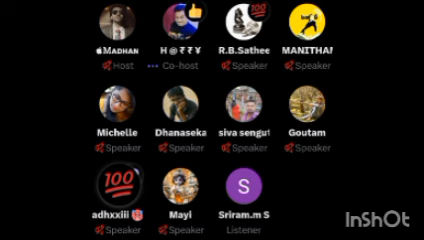 MADHAN H @ ₹ ₹ ¥ R.B.Sathee MANITHAN
Host Co-host Speaker Speaker
Michelle Dhanaseka siva sengut Goutam
Speaker Speaker Speaker Speaker
100
adhxxiii Mayi Sriram.m S
Speaker Speaker Listener
S
InShOt